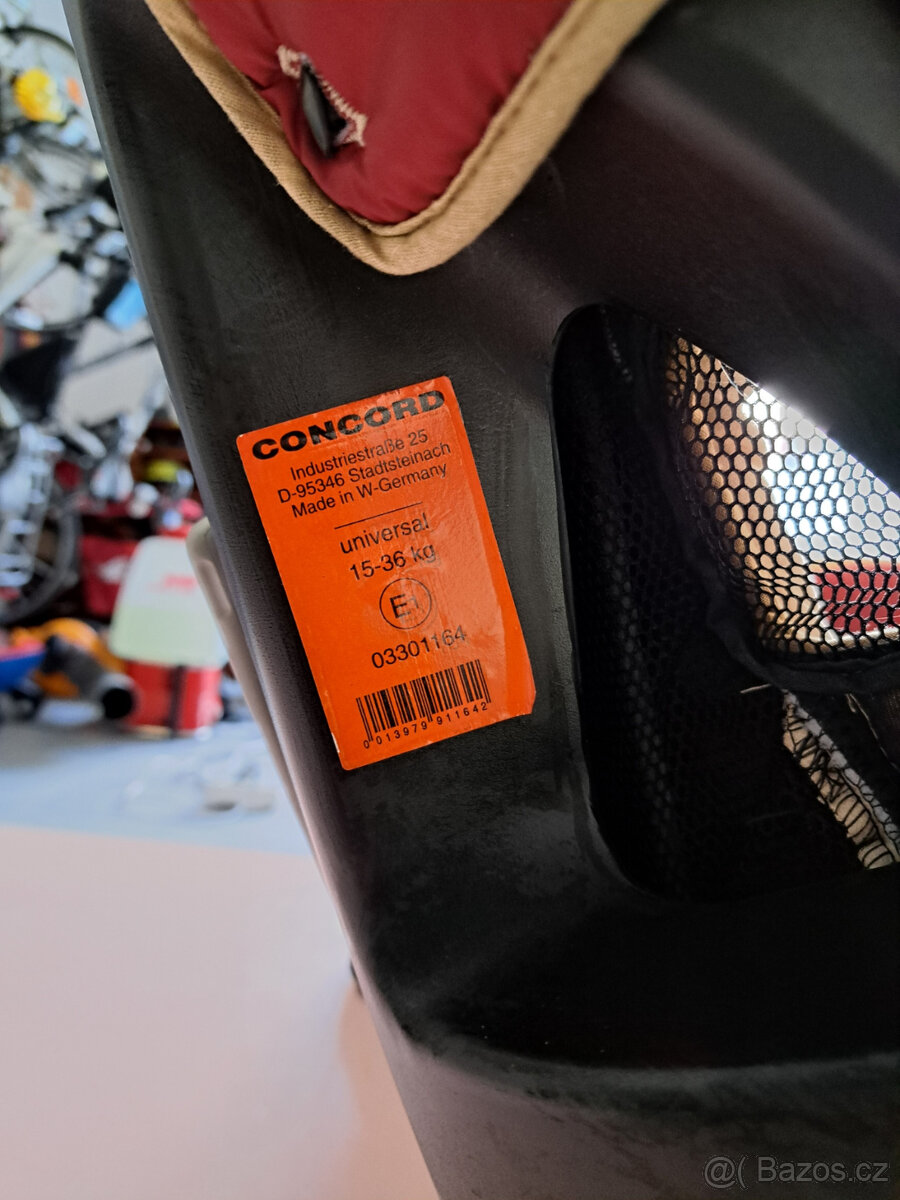 CONCORD
Industriestraße 25
D-95346 Stadtsteinach
Made in W-Germany
universal
15-36 kg
E1
03301164
0 013979 911642
@( Bazos.cz